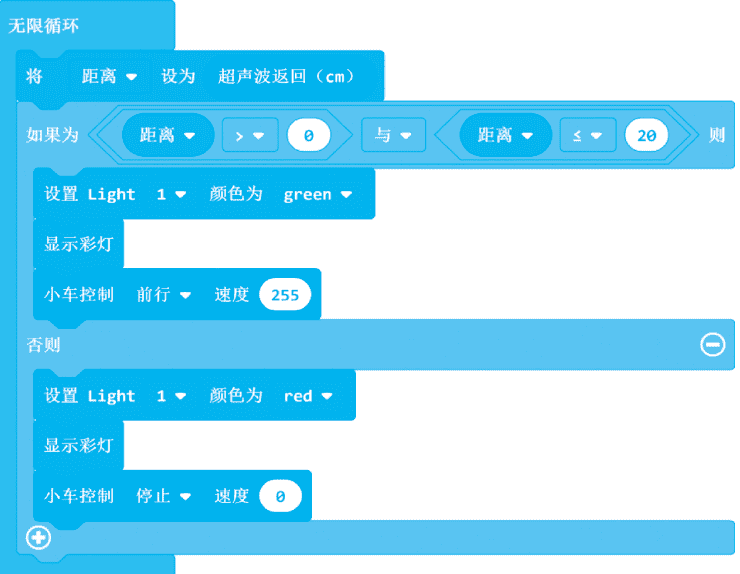 无限循环
将 距离 设为 超声波返回（cm）
如果为 距离 > 0 与 距离 ≤ 20 则
设置 Light 1 颜色为 green
显示彩灯
小车控制 前行 速度 255
否则
设置 Light 1 颜色为 red
显示彩灯
小车控制 停止 速度 0